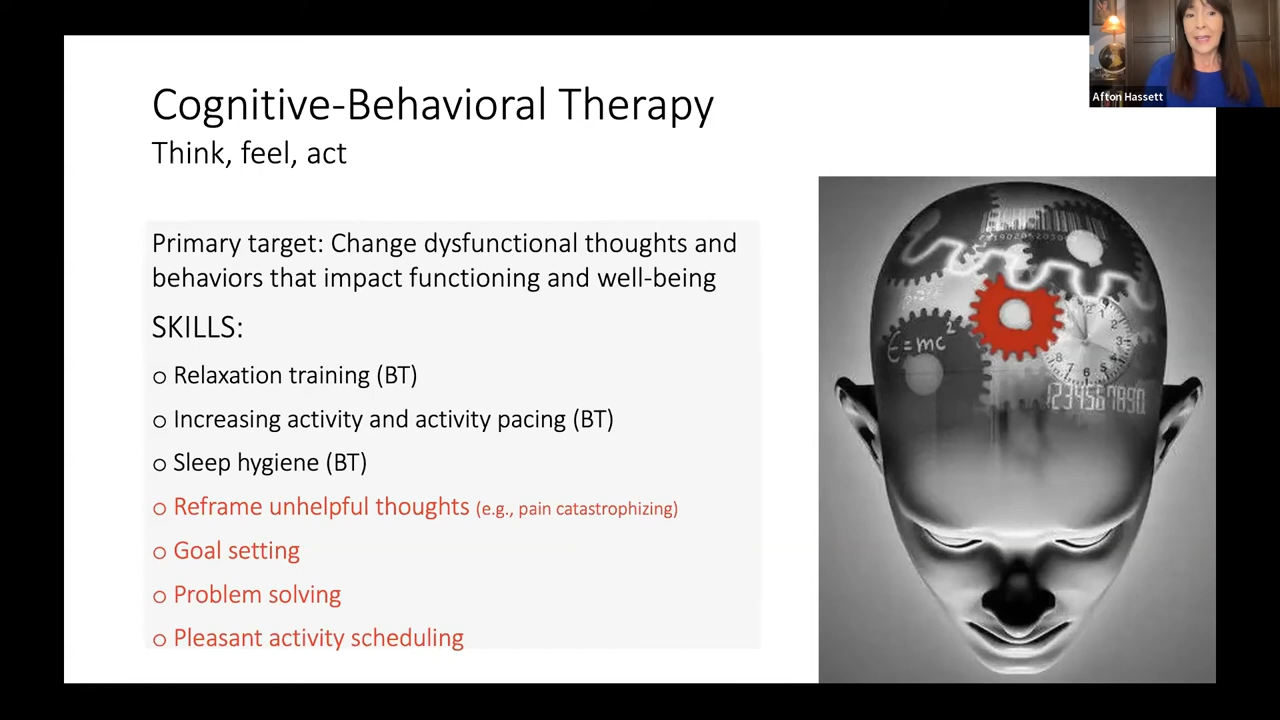 Afton Hassett
Cognitive-Behavioral Therapy
Think, feel, act
Primary target: Change dysfunctional thoughts and
behaviors that impact functioning and well-being
SKILLS:
o Relaxation training (BT)
o Increasing activity and activity pacing (BT)
o Sleep hygiene (BT)
o Reframe unhelpful thoughts (e.g., pain catastrophizing)
o Goal setting
o Problem solving
o Pleasant activity scheduling
E=mc²
1234567890